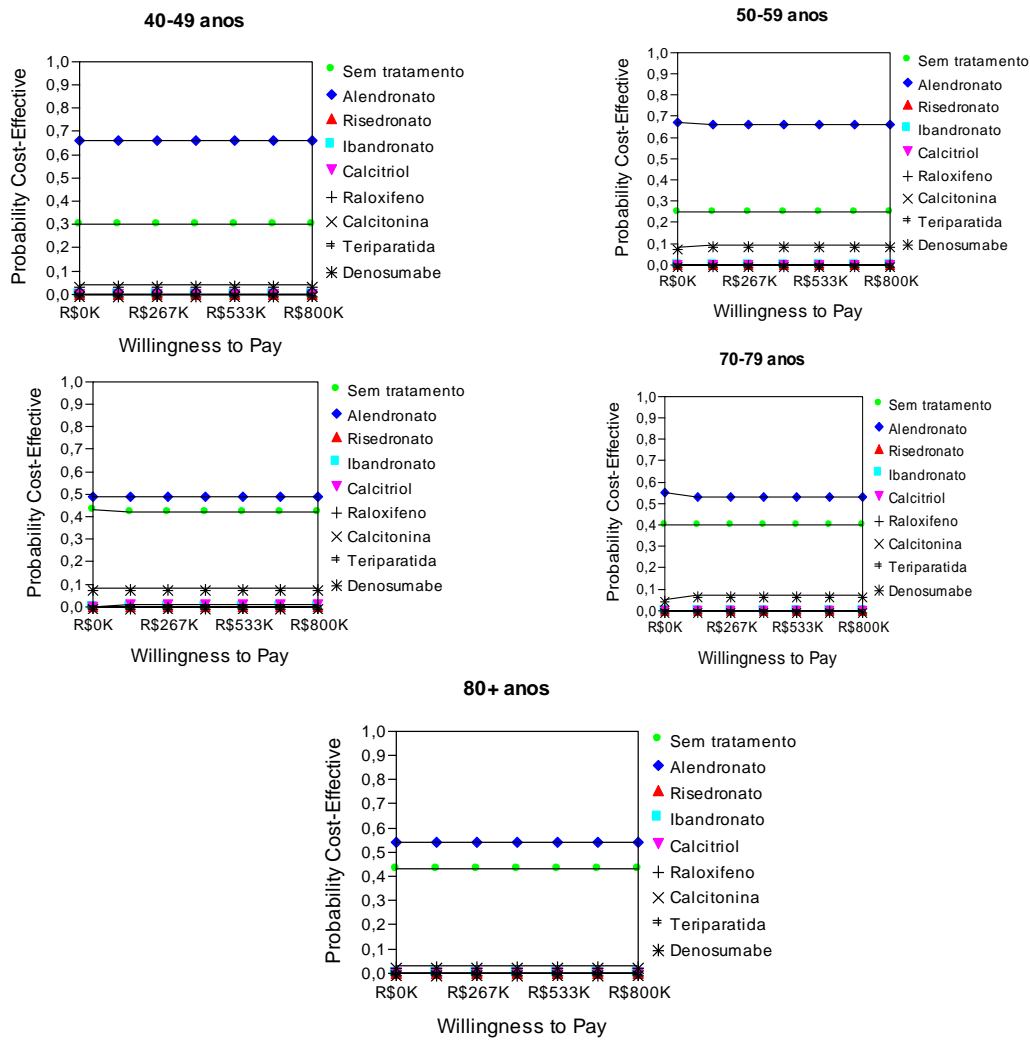 40-49 anos
Probability Cost-Effective
1,0
0,9
0,8
0,7
0,6
0,5
0,4
0,3
0,2
0,1
0,0
R$0K R$267K R$533K R$800K
Willingness to Pay
Sem tratamento
Alendronato
Risedronato
Ibandronato
Calcitriol
Raloxifeno
Calcitonina
Teriparatida
Denosumabe
50-59 anos
Probability Cost-Effective
1,0
0,9
0,8
0,7
0,6
0,5
0,4
0,3
0,2
0,1
0,0
R$0K R$267K R$533K R$800K
Willingness to Pay
Sem tratamento
Alendronato
Risedronato
Ibandronato
Calcitriol
Raloxifeno
Calcitonina
Teriparatida
Denosumabe
Probability Cost-Effective
1,0
0,9
0,8
0,7
0,6
0,5
0,4
0,3
0,2
0,1
0,0
R$0K R$267K R$533K R$800K
Willingness to Pay
Sem tratamento
Alendronato
Risedronato
Ibandronato
Calcitriol
Raloxifeno
Calcitonina
Teriparatida
Denosumabe
70-79 anos
Probability Cost-Effective
1,0
0,9
0,8
0,7
0,6
0,5
0,4
0,3
0,2
0,1
0,0
R$0K R$267K R$533K R$800K
Willingness to Pay
Sem tratamento
Alendronato
Risedronato
Ibandronato
Calcitriol
Raloxifeno
Calcitonina
Teriparatida
Denosumabe
80+ anos
Probability Cost-Effective
1,0
0,9
0,8
0,7
0,6
0,5
0,4
0,3
0,2
0,1
0,0
R$0K R$267K R$533K R$800K
Willingness to Pay
Sem tratamento
Alendronato
Risedronato
Ibandronato
Calcitriol
Raloxifeno
Calcitonina
Teriparatida
Denosumabe